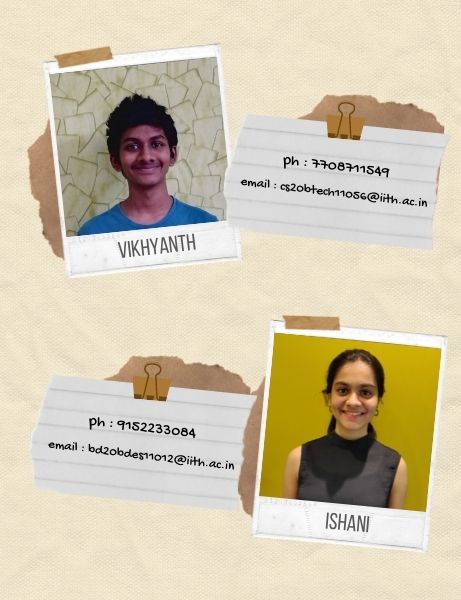 VIKHYANTH
ph : 7708711549
email : cs20btech11056@iith.ac.in
ph : 9152233084
email : bd20bdes11012@iith.ac.in
ISHANI